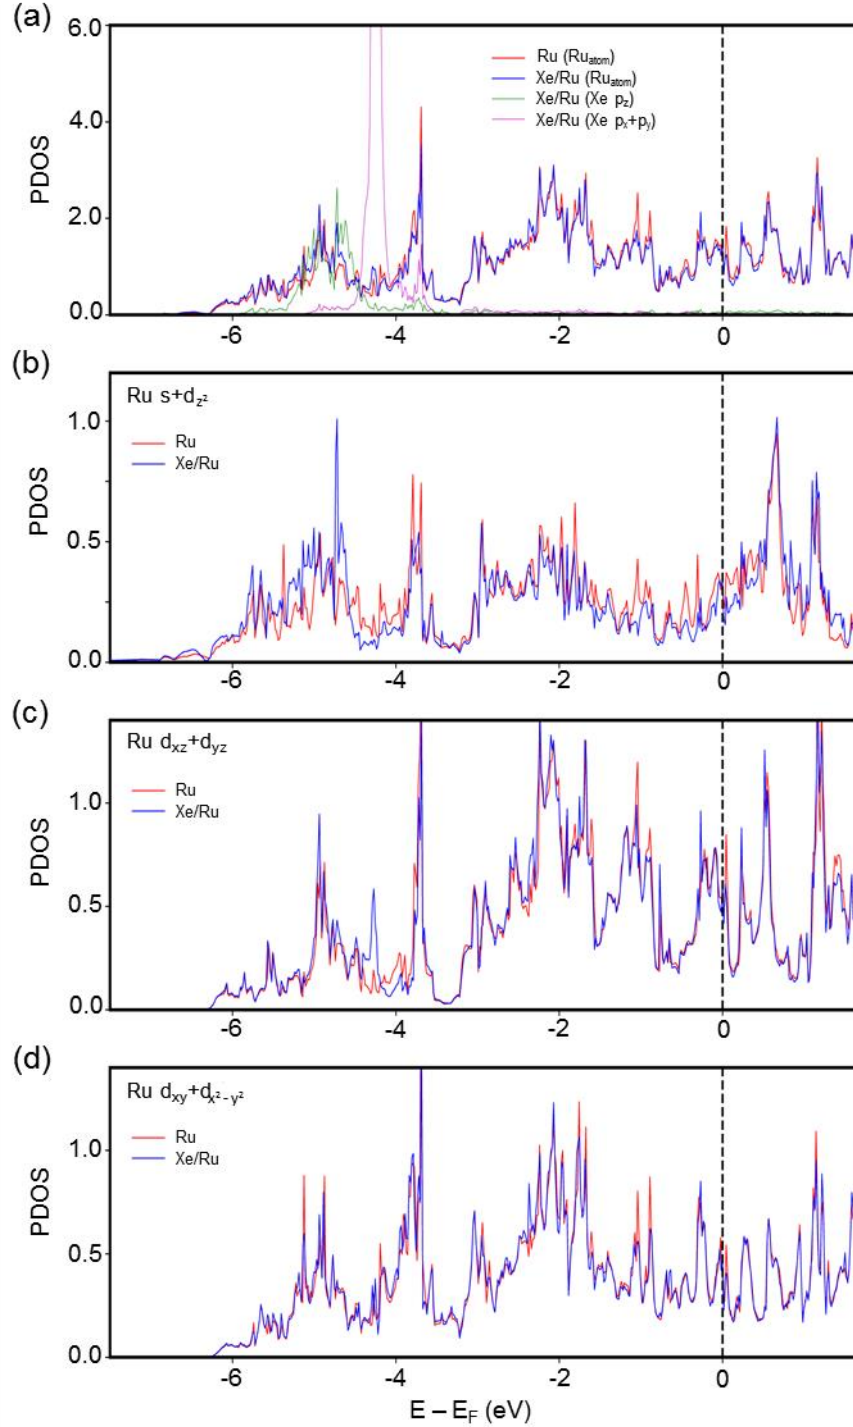 (a)
6.0
4.0
2.0
0.0
PDOS
Ru (Ruatom)
Xe/Ru (Ruatom)
Xe/Ru (Xe pz)
Xe/Ru (Xe px+py)
-6 -4 -2 0
(b)
Ru s+dz²
Ru
Xe/Ru
1.0
0.5
0.0
PDOS
-6 -4 -2 0
(c)
Ru dxz+dyz
Ru
Xe/Ru
1.0
0.5
0.0
PDOS
-6 -4 -2 0
(d)
Ru dxy+dx²-y²
Ru
Xe/Ru
1.0
0.5
0.0
PDOS
-6 -4 -2 0
E – EF (eV)